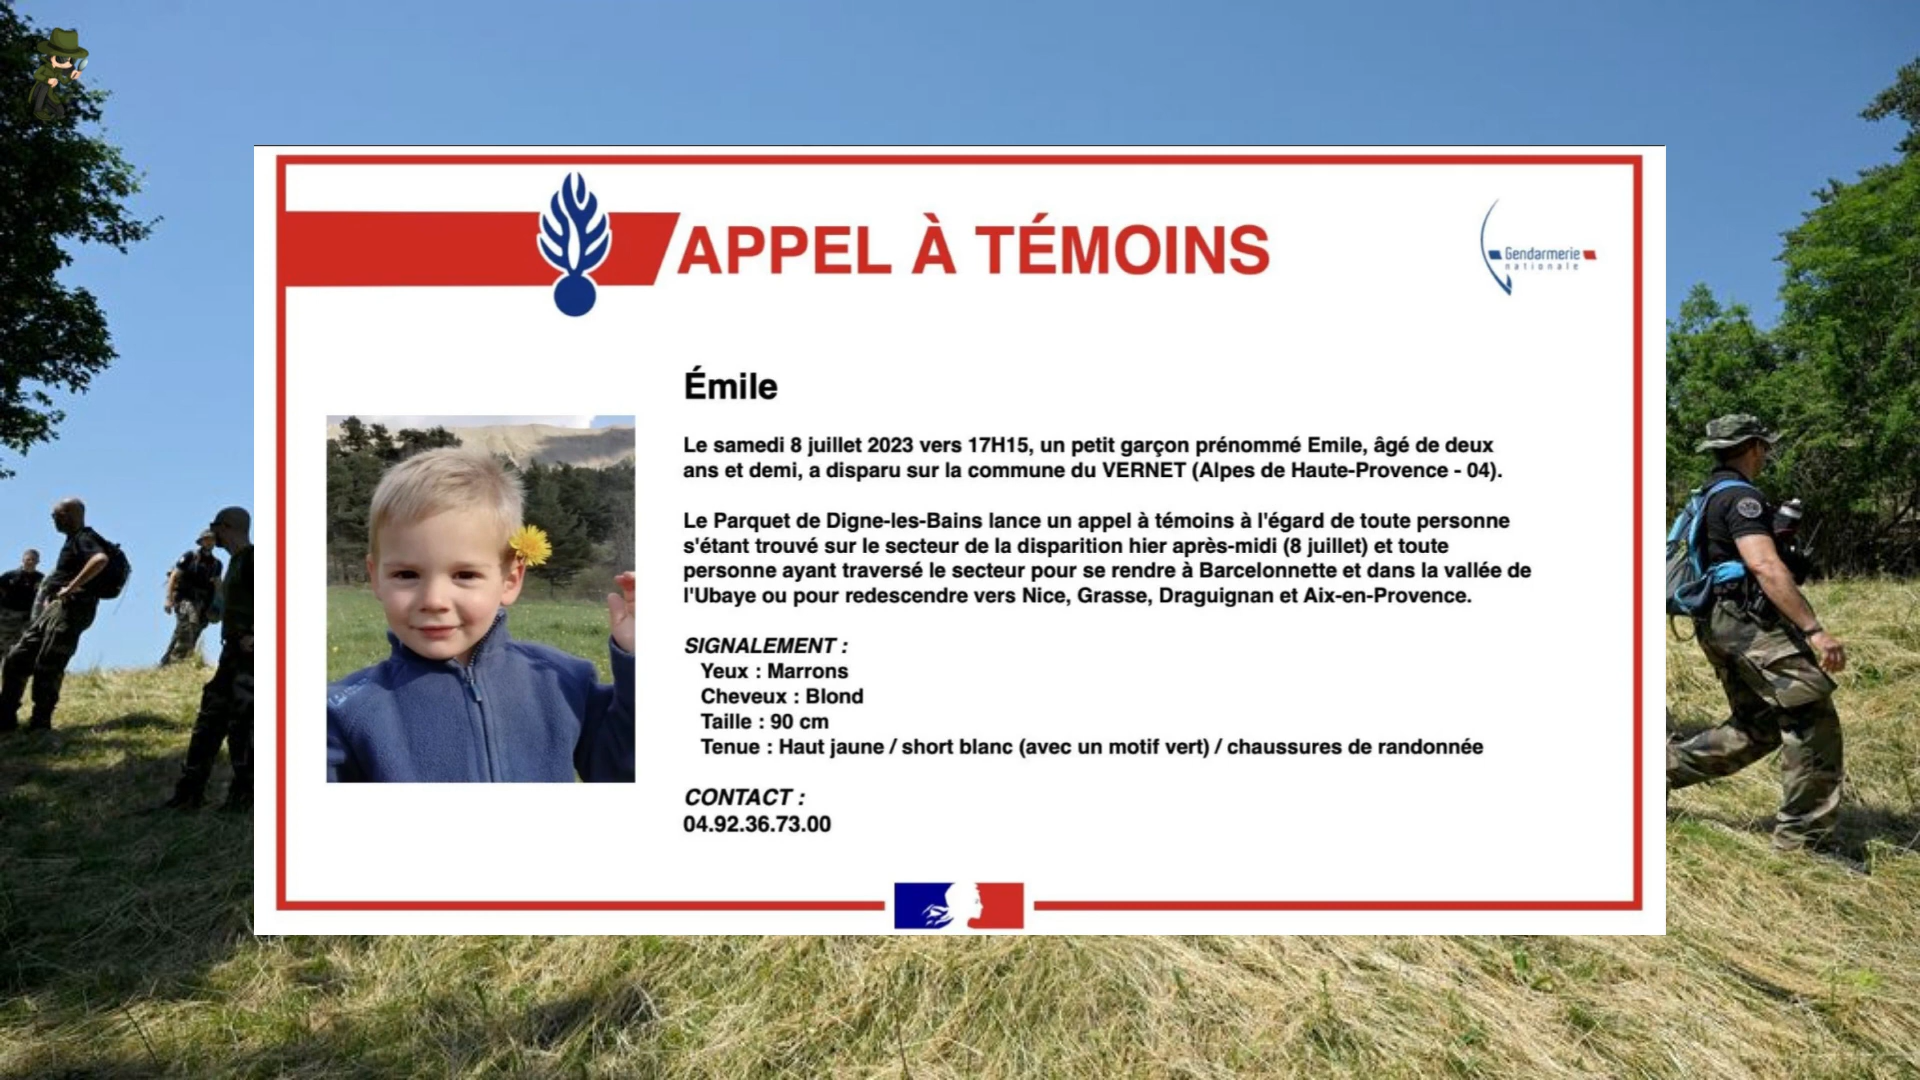 APPEL À TÉMOINS
Gendarmerie
nationale
Émile
Le samedi 8 juillet 2023 vers 17H15, un petit garçon prénommé Emile, âgé de deux
ans et demi, a disparu sur la commune du VERNET (Alpes de Haute-Provence - 04).
Le Parquet de Digne-les-Bains lance un appel à témoins à l'égard de toute personne
s'étant trouvé sur le secteur de la disparition hier après-midi (8 juillet) et toute
personne ayant traversé le secteur pour se rendre à Barcelonnette et dans la vallée de
l'Ubaye ou pour redescendre vers Nice, Grasse, Draguignan et Aix-en-Provence.
SIGNALEMENT :
Yeux : Marrons
Cheveux : Blond
Taille : 90 cm
Tenue : Haut jaune / short blanc (avec un motif vert) / chaussures de randonnée
CONTACT :
04.92.36.73.00